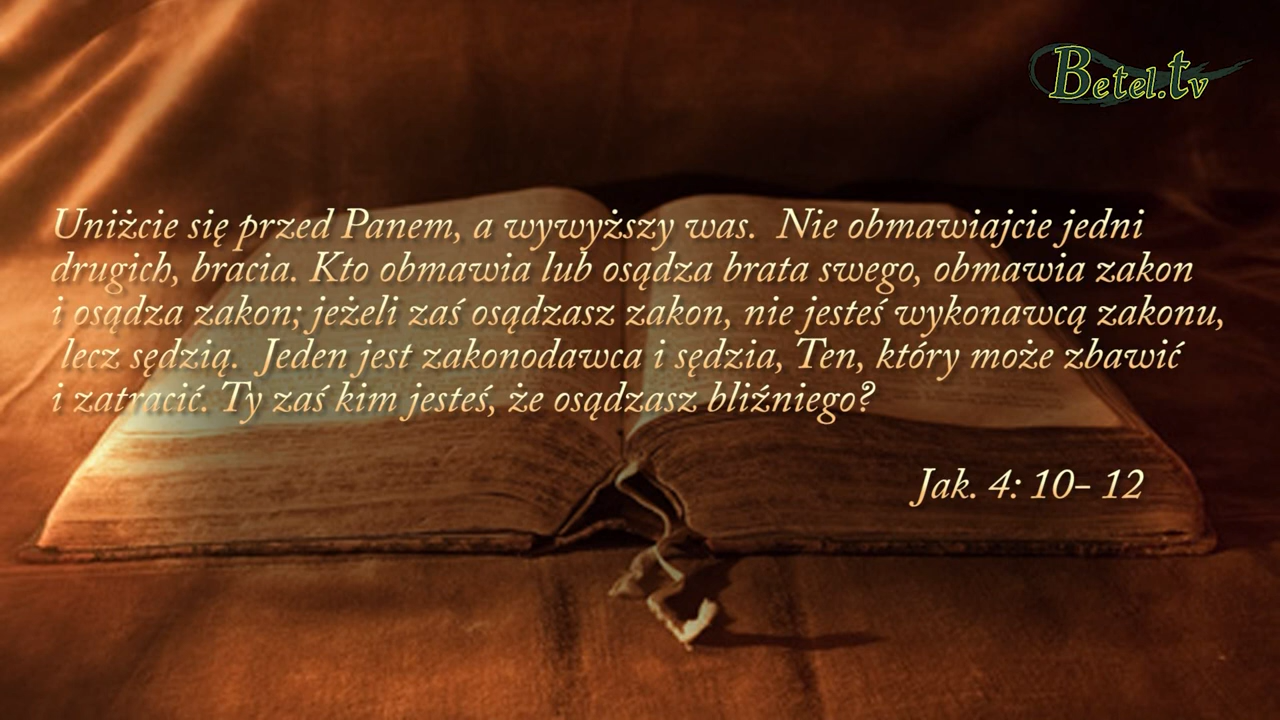 Betel.tv
Uniżcie się przed Panem, a wywyższy was. Nie obmawiajcie jedni
drugich, bracia. Kto obmawia lub osądza brata swego, obmawia zakon
i osądza zakon; jeżeli zaś osądzasz zakon, nie jesteś wykonawcą zakonu,
lecz sędzią. Jeden jest zakonodawca i sędzia, Ten, który może zbawić
i zatracić. Ty zaś kim jesteś, że osądzasz bliźniego?
Jak. 4: 10- 12